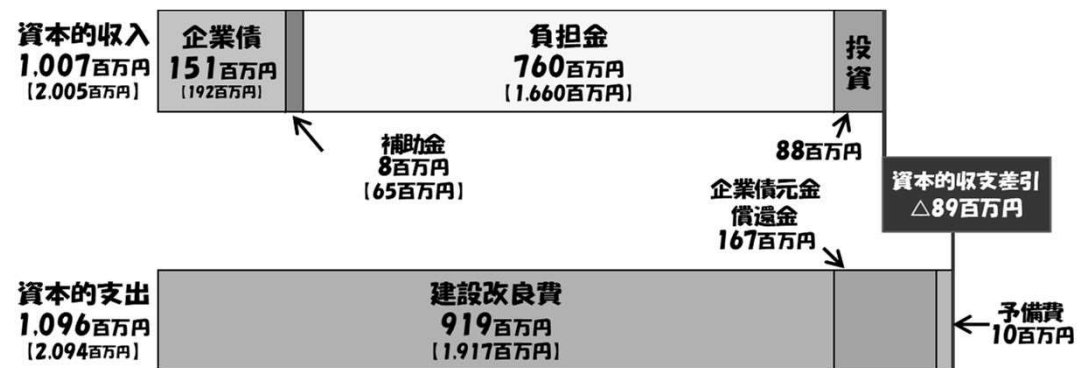 資本的収入
1,007百万円
【2,005百万円】
企業債
151百万円
【192百万円】
負担金
760百万円
【1,660百万円】
投資
補助金
8百万円
【65百万円】
88百万円
資本的収支差引
△89百万円
企業債元金
償還金
167百万円
資本的支出
1,096百万円
【2,094百万円】
建設改良費
919百万円
【1,917百万円】
予備費
10百万円